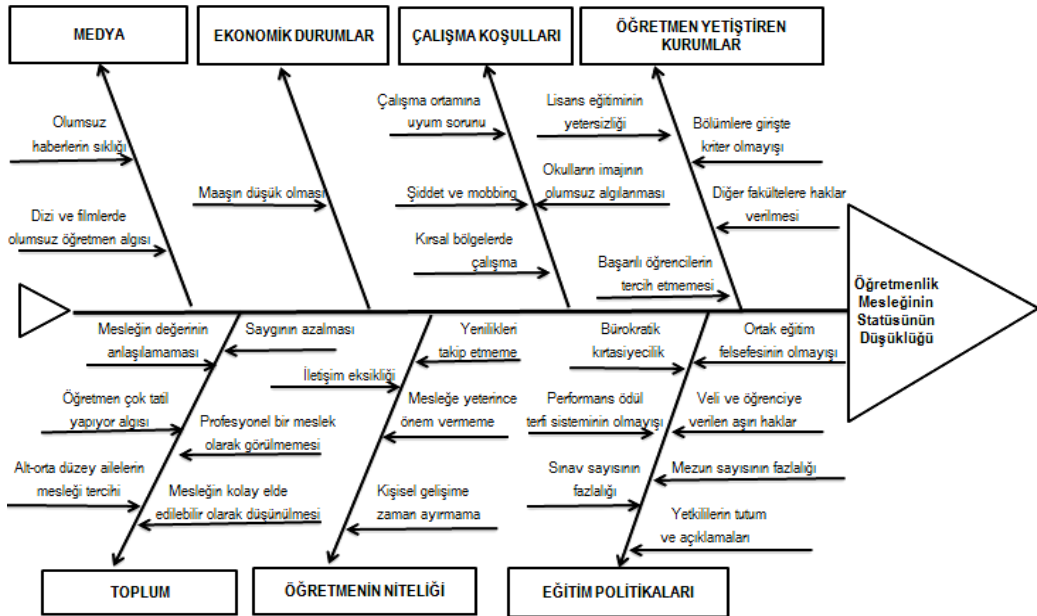 MEDYA
EKONOMİK DURUMLAR
ÇALIŞMA KOŞULLARI
ÖĞRETMEN YETİŞTİREN
KURUMLAR
Olumsuz
haberlerin sıklığı
Dizi ve filmlerde
olumsuz öğretmen algısı
Maaşın düşük olması
Çalışma ortamına
uyum sorunu
Şiddet ve mobbing
Kırsal bölgelerde
çalışma
Okulların imajının
olumsuz algılanması
Lisans eğitiminin
yetersizliği
Bölümlere girişte
kriter olmayışı
Diğer fakültelere haklar
verilmesi
Başarılı öğrencilerin
tercih etmemesi
Öğretmenlik
Mesleğinin
Statüsünün
Düşüklüğü
Mesleğin değerinin
anlaşılamaması
Saygının azalması
Öğretmen çok tatil
yapıyor algısı
Profesyonel bir meslek
olarak görülmemesi
Alt-orta düzey ailelerin
mesleği tercihi
Mesleğin kolay elde
edilebilir olarak düşünülmesi
Yenilikleri
takip etmeme
İletişim eksikliği
Mesleğe yeterince
önem vermeme
Kişisel gelişime
zaman ayırmama
Bürokratik
kırtasiyecilik
Ortak eğitim
felsefesinin olmayışı
Performans ödül
terfi sisteminin olmayışı
Veli ve öğrenciye
verilen aşırı haklar
Sınav sayısının
fazlalığı
Mezun sayısının fazlalığı
Yetkililerin tutum
ve açıklamaları
TOPLUM
ÖĞRETMENİN NİTELİĞİ
EĞİTİM POLİTİKALARI